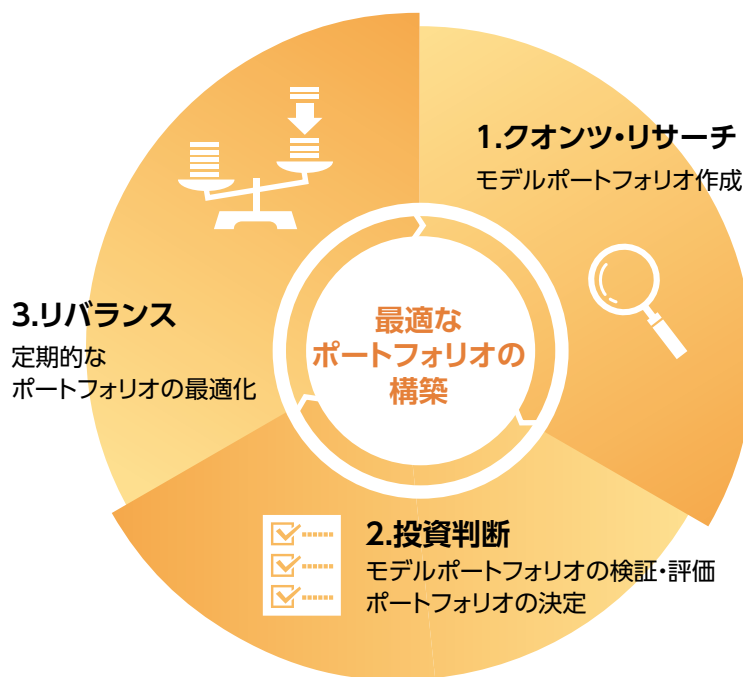 1.クオンツ・リサーチ
モデルポートフォリオ作成
2.投資判断
モデルポートフォリオの検証・評価
ポートフォリオの決定
3.リバランス
定期的な
ポートフォリオの最適化
最適な
ポートフォリオの
構築